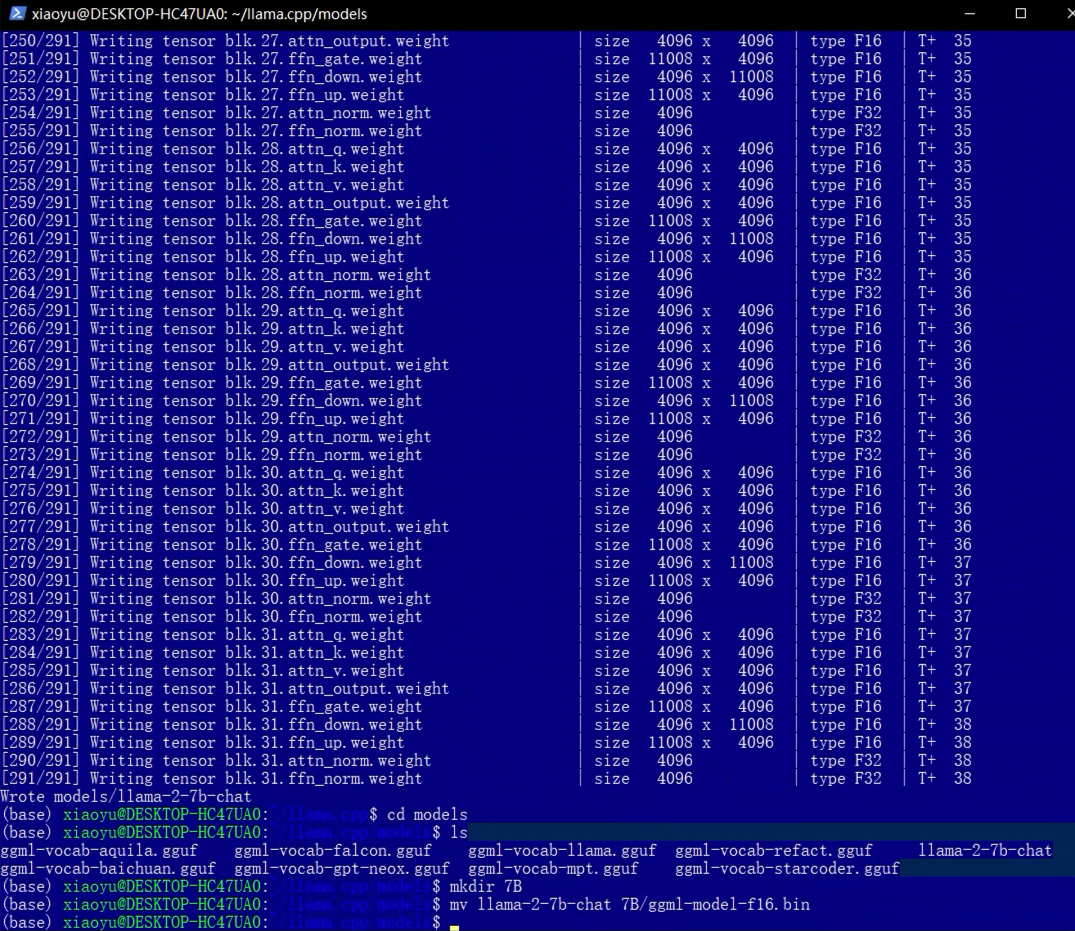 xiaoyu@DESKTOP-HC47UA0: ~/llama.cpp/models
[250/291] Writing tensor blk.27.attn_output.weight | size 4096 x 4096 | type F16 | T+ 35
[251/291] Writing tensor blk.27.ffn_gate.weight | size 11008 x 4096 | type F16 | T+ 35
[252/291] Writing tensor blk.27.ffn_down.weight | size 4096 x 11008 | type F16 | T+ 35
[253/291] Writing tensor blk.27.ffn_up.weight | size 11008 x 4096 | type F16 | T+ 35
[254/291] Writing tensor blk.27.attn_norm.weight | size 4096 | type F32 | T+ 35
[255/291] Writing tensor blk.27.ffn_norm.weight | size 4096 | type F32 | T+ 35
[256/291] Writing tensor blk.28.attn_q.weight | size 4096 x 4096 | type F16 | T+ 35
[257/291] Writing tensor blk.28.attn_k.weight | size 4096 x 4096 | type F16 | T+ 35
[258/291] Writing tensor blk.28.attn_v.weight | size 4096 x 4096 | type F16 | T+ 35
[259/291] Writing tensor blk.28.attn_output.weight | size 4096 x 4096 | type F16 | T+ 35
[260/291] Writing tensor blk.28.ffn_gate.weight | size 11008 x 4096 | type F16 | T+ 35
[261/291] Writing tensor blk.28.ffn_down.weight | size 4096 x 11008 | type F16 | T+ 35
[262/291] Writing tensor blk.28.ffn_up.weight | size 11008 x 4096 | type F16 | T+ 35
[263/291] Writing tensor blk.28.attn_norm.weight | size 4096 | type F32 | T+ 36
[264/291] Writing tensor blk.28.ffn_norm.weight | size 4096 | type F32 | T+ 36
[265/291] Writing tensor blk.29.attn_q.weight | size 4096 x 4096 | type F16 | T+ 36
[266/291] Writing tensor blk.29.attn_k.weight | size 4096 x 4096 | type F16 | T+ 36
[267/291] Writing tensor blk.29.attn_v.weight | size 4096 x 4096 | type F16 | T+ 36
[268/291] Writing tensor blk.29.attn_output.weight | size 4096 x 4096 | type F16 | T+ 36
[269/291] Writing tensor blk.29.ffn_gate.weight | size 11008 x 4096 | type F16 | T+ 36
[270/291] Writing tensor blk.29.ffn_down.weight | size 4096 x 11008 | type F16 | T+ 36
[271/291] Writing tensor blk.29.ffn_up.weight | size 11008 x 4096 | type F16 | T+ 36
[272/291] Writing tensor blk.29.attn_norm.weight | size 4096 | type F32 | T+ 36
[273/291] Writing tensor blk.29.ffn_norm.weight | size 4096 | type F32 | T+ 36
[274/291] Writing tensor blk.30.attn_q.weight | size 4096 x 4096 | type F16 | T+ 36
[275/291] Writing tensor blk.30.attn_k.weight | size 4096 x 4096 | type F16 | T+ 36
[276/291] Writing tensor blk.30.attn_v.weight | size 4096 x 4096 | type F16 | T+ 36
[277/291] Writing tensor blk.30.attn_output.weight | size 4096 x 4096 | type F16 | T+ 36
[278/291] Writing tensor blk.30.ffn_gate.weight | size 11008 x 4096 | type F16 | T+ 36
[279/291] Writing tensor blk.30.ffn_down.weight | size 4096 x 11008 | type F16 | T+ 37
[280/291] Writing tensor blk.30.ffn_up.weight | size 11008 x 4096 | type F16 | T+ 37
[281/291] Writing tensor blk.30.attn_norm.weight | size 4096 | type F32 | T+ 37
[282/291] Writing tensor blk.30.ffn_norm.weight | size 4096 | type F32 | T+ 37
[283/291] Writing tensor blk.31.attn_q.weight | size 4096 x 4096 | type F16 | T+ 37
[284/291] Writing tensor blk.31.attn_k.weight | size 4096 x 4096 | type F16 | T+ 37
[285/291] Writing tensor blk.31.attn_v.weight | size 4096 x 4096 | type F16 | T+ 37
[286/291] Writing tensor blk.31.attn_output.weight | size 4096 x 4096 | type F16 | T+ 37
[287/291] Writing tensor blk.31.ffn_gate.weight | size 11008 x 4096 | type F16 | T+ 37
[288/291] Writing tensor blk.31.ffn_down.weight | size 4096 x 11008 | type F16 | T+ 38
[289/291] Writing tensor blk.31.ffn_up.weight | size 11008 x 4096 | type F16 | T+ 38
[290/291] Writing tensor blk.31.attn_norm.weight | size 4096 | type F32 | T+ 38
[291/291] Writing tensor blk.31.ffn_norm.weight | size 4096 | type F32 | T+ 38
Wrote models/llama-2-7b-chat
(base) xiaoyu@DESKTOP-HC47UA0:~/llama.cpp$ cd models
(base) xiaoyu@DESKTOP-HC47UA0:~/llama.cpp/models$ ls
ggml-vocab-aquila.gguf ggml-vocab-falcon.gguf ggml-vocab-llama.gguf ggml-vocab-refact.gguf llama-2-7b-chat
ggml-vocab-baichuan.gguf ggml-vocab-gpt-neox.gguf ggml-vocab-mpt.gguf ggml-vocab-starcoder.gguf
(base) xiaoyu@DESKTOP-HC47UA0:~/llama.cpp/models$ mkdir 7B
(base) xiaoyu@DESKTOP-HC47UA0:~/llama.cpp/models$ mv llama-2-7b-chat 7B/ggml-model-f16.bin
(base) xiaoyu@DESKTOP-HC47UA0:~/llama.cpp/models$